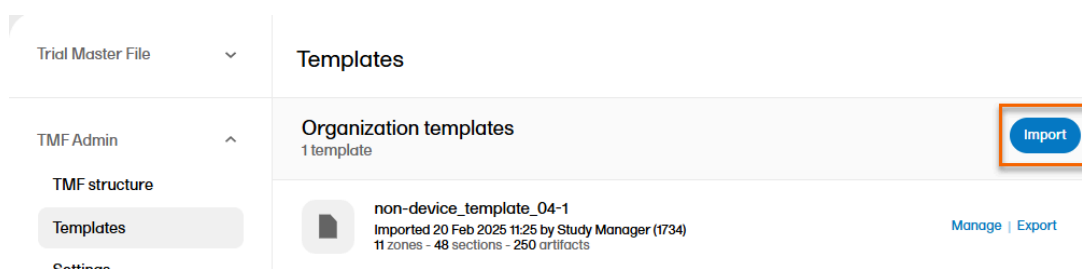 Trial Master File
Templates
TMF Admin
Organization templates
1 template
Import
TMF structure
Templates
non-device_template_04-1
Imported 20 Feb 2025 11:25 by Study Manager (1734)
11 zones - 48 sections - 250 artifacts
Manage | Export
Settings